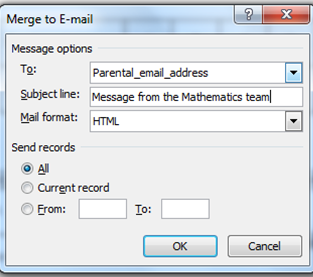 Merge to E-mail
Message options
To: Parental_email_address
Subject line: Message from the Mathematics team
Mail format: HTML
Send records
All
Current record
From: To:
OK Cancel